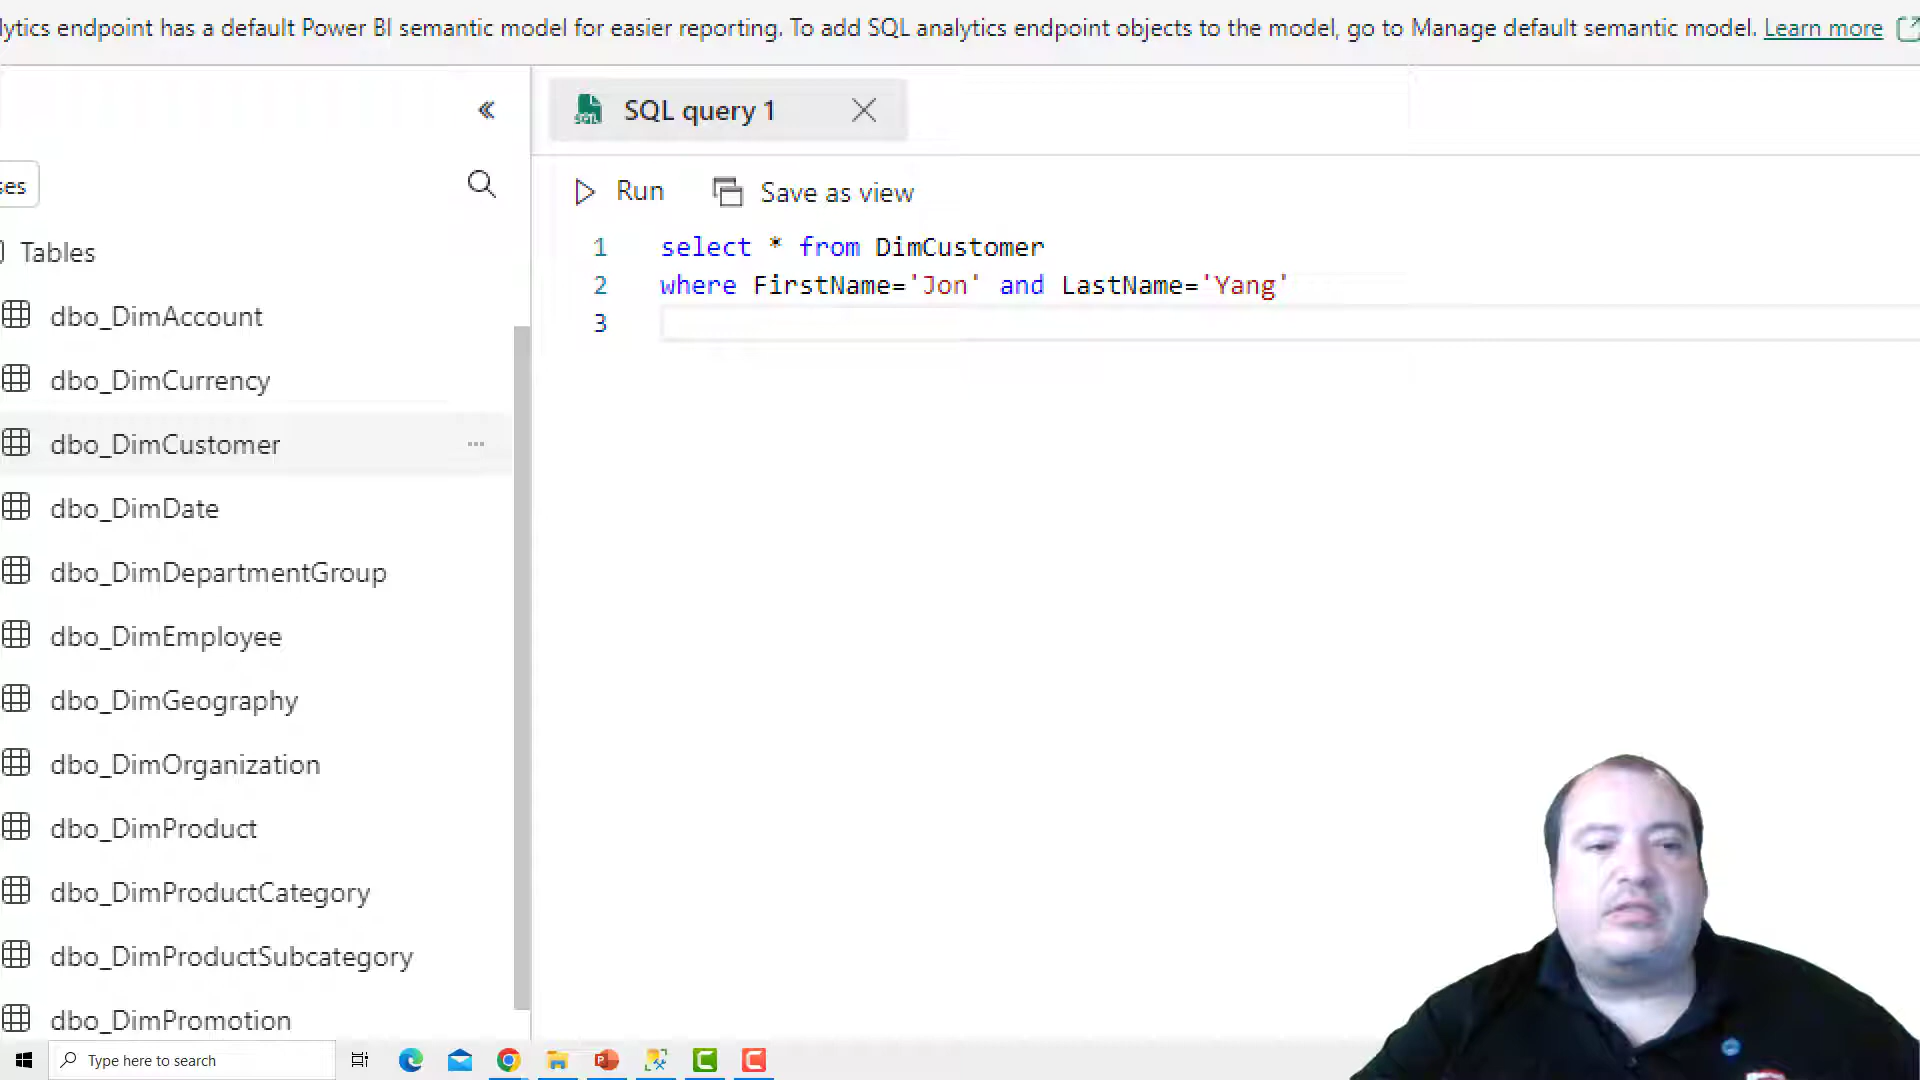 lytics endpoint has a default Power BI semantic model for easier reporting. To add SQL analytics endpoint objects to the model, go to Manage default semantic model. Learn more
SQL query 1
ses
Run
Save as view
Tables
1 select * from DimCustomer
2 where FirstName='Jon' and LastName='Yang'
3
dbo_DimAccount
dbo_DimCurrency
dbo_DimCustomer
dbo_DimDate
dbo_DimDepartmentGroup
dbo_DimEmployee
dbo_DimGeography
dbo_DimOrganization
dbo_DimProduct
dbo_DimProductCategory
dbo_DimProductSubcategory
dbo_DimPromotion
Type here to search